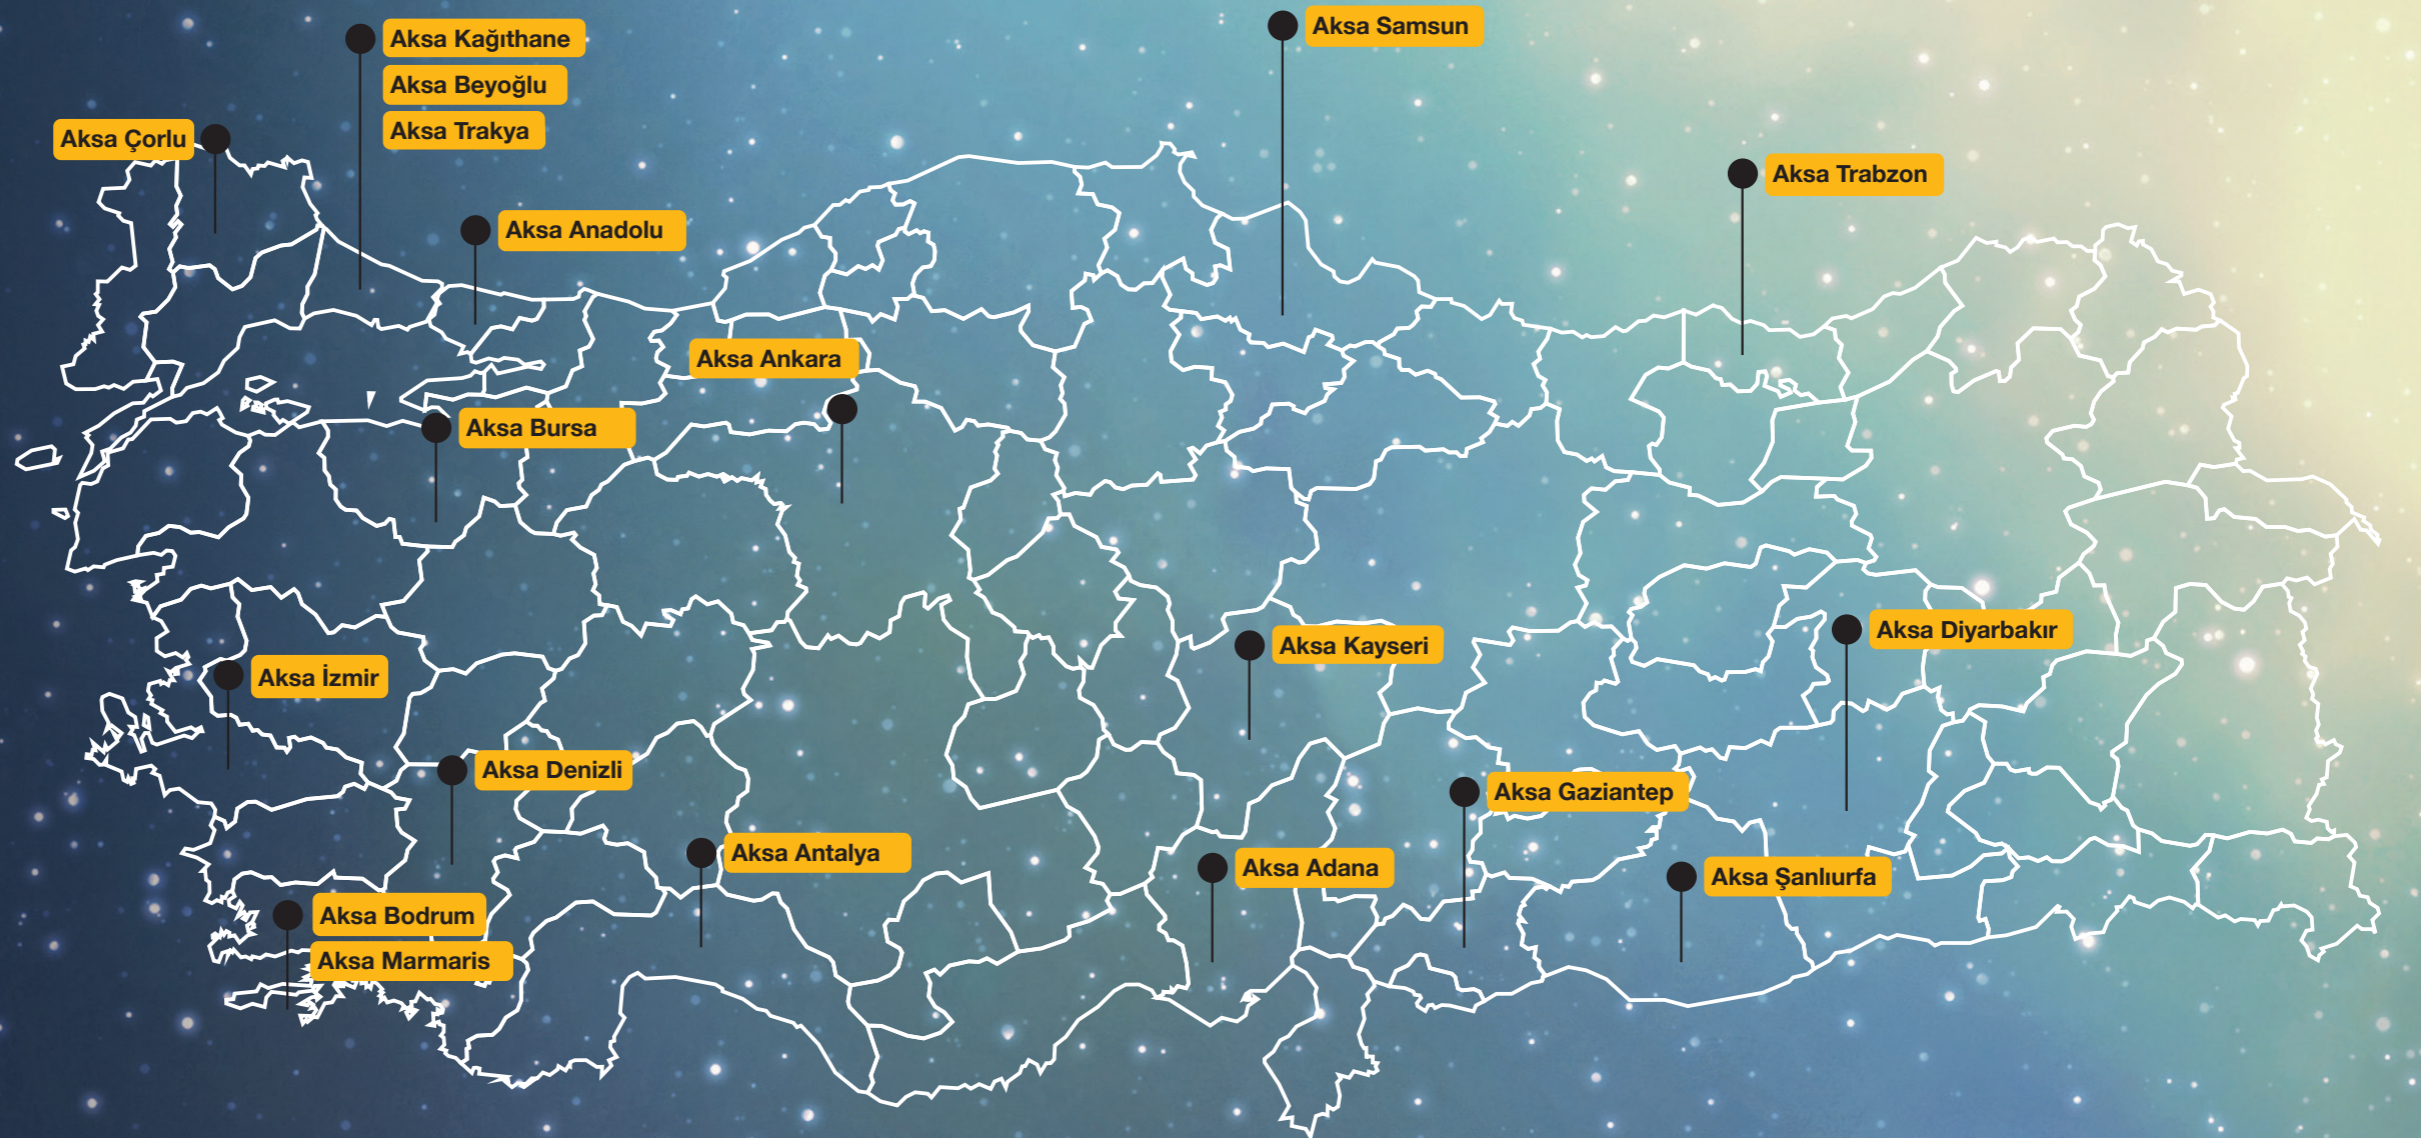 Aksa Samsun
Aksa Kağıthane
Aksa Beyoğlu
Aksa Trakya
Aksa Çorlu
Aksa Trabzon
Aksa Anadolu
Aksa Ankara
Aksa Bursa
Aksa Diyarbakır
Aksa Kayseri
Aksa İzmir
Aksa Denizli
Aksa Gaziantep
Aksa Antalya
Aksa Adana
Aksa Şanlıurfa
Aksa Bodrum
Aksa Marmaris